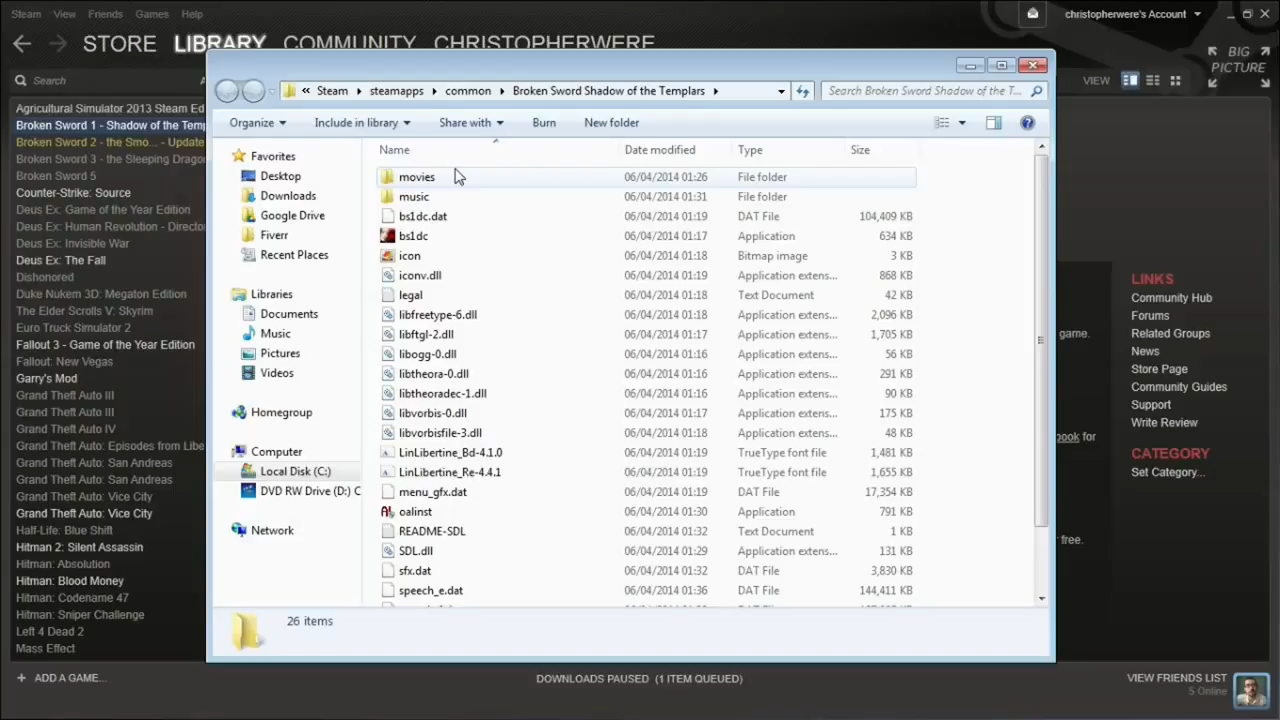 Steam View Friends Games Help
christopherwere's Account
STORE LIBRARY COMMUNITY CHRISTOPHERWERE
BIG PICTURE
Search
VIEW
Agricultural Simulator 2013 Steam Ed
Broken Sword 1 - Shadow of the Temp
Broken Sword 2 - the Smo... - Update
Broken Sword 3 - the Sleeping Drago
Broken Sword 5
Counter-Strike: Source
Deus Ex: Game of the Year Edition
Deus Ex: Human Revolution - Director
Deus Ex: Invisible War
Deus Ex: The Fall
Dishonored
Duke Nukem 3D: Megaton Edition
The Elder Scrolls V: Skyrim
Euro Truck Simulator 2
Fallout 3 - Game of the Year Edition
Fallout: New Vegas
Garry's Mod
Grand Theft Auto III
Grand Theft Auto III
Grand Theft Auto IV
Grand Theft Auto: Episodes from Libe
Grand Theft Auto: San Andreas
Grand Theft Auto: San Andreas
Grand Theft Auto: Vice City
Grand Theft Auto: Vice City
Half-Life: Blue Shift
Hitman 2: Silent Assassin
Hitman: Absolution
Hitman: Blood Money
Hitman: Codename 47
Hitman: Sniper Challenge
Left 4 Dead 2
Mass Effect
« Steam steamapps common Broken Sword Shadow of the Templars
Search Broken Sword Shadow of the T...
Organize Include in library Share with Burn New folder
Favorites
Desktop
Downloads
Google Drive
Fiverr
Recent Places
Libraries
Documents
Music
Pictures
Videos
Homegroup
Computer
Local Disk (C:)
DVD RW Drive (D:) C
Network
Name Date modified Type Size
movies 06/04/2014 01:26 File folder
music 06/04/2014 01:31 File folder
bs1dc.dat 06/04/2014 01:19 DAT File 104,409 KB
bs1dc 06/04/2014 01:17 Application 634 KB
icon 06/04/2014 01:18 Bitmap image 3 KB
iconv.dll 06/04/2014 01:19 Application extens... 868 KB
legal 06/04/2014 01:18 Text Document 42 KB
libfreetype-6.dll 06/04/2014 01:18 Application extens... 2,096 KB
libftgl-2.dll 06/04/2014 01:17 Application extens... 1,705 KB
libogg-0.dll 06/04/2014 01:16 Application extens... 56 KB
libtheora-0.dll 06/04/2014 01:16 Application extens... 291 KB
libtheoradec-1.dll 06/04/2014 01:16 Application extens... 90 KB
libvorbis-0.dll 06/04/2014 01:17 Application extens... 175 KB
libvorbisfile-3.dll 06/04/2014 01:18 Application extens... 48 KB
LinLibertine_Bd-4.1.0 06/04/2014 01:19 TrueType font file 1,481 KB
LinLibertine_Re-4.4.1 06/04/2014 01:19 TrueType font file 1,655 KB
menu_gfx.dat 06/04/2014 01:19 DAT File 17,354 KB
oalinst 06/04/2014 01:30 Application 791 KB
README-SDL 06/04/2014 01:32 Text Document 1 KB
SDL.dll 06/04/2014 01:29 Application extens... 131 KB
sfx.dat 06/04/2014 01:32 DAT File 3,830 KB
speech_e.dat 06/04/2014 01:36 DAT File 144,411 KB
26 items
game.
ook for
free.
LINKS
Community Hub
Forums
Related Groups
News
Store Page
Community Guides
Support
Write Review
CATEGORY
Set Category...
+ ADD A GAME...
DOWNLOADS PAUSED (1 ITEM QUEUED)
VIEW FRIENDS LIST
5 Online